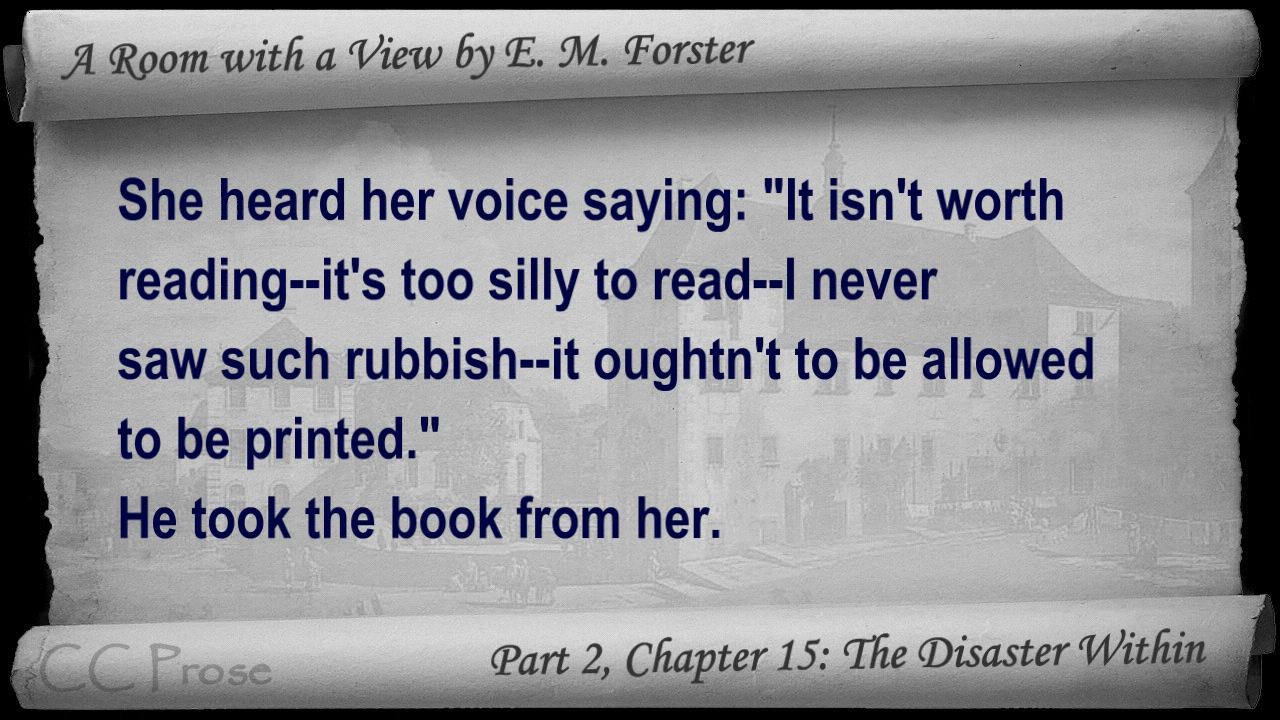 A Room with a View by E. M. Forster
She heard her voice saying: "It isn't worth
reading--it's too silly to read--I never
saw such rubbish--it oughtn't to be allowed
to be printed."
He took the book from her.
CC Prose
Part 2, Chapter 15: The Disaster Within